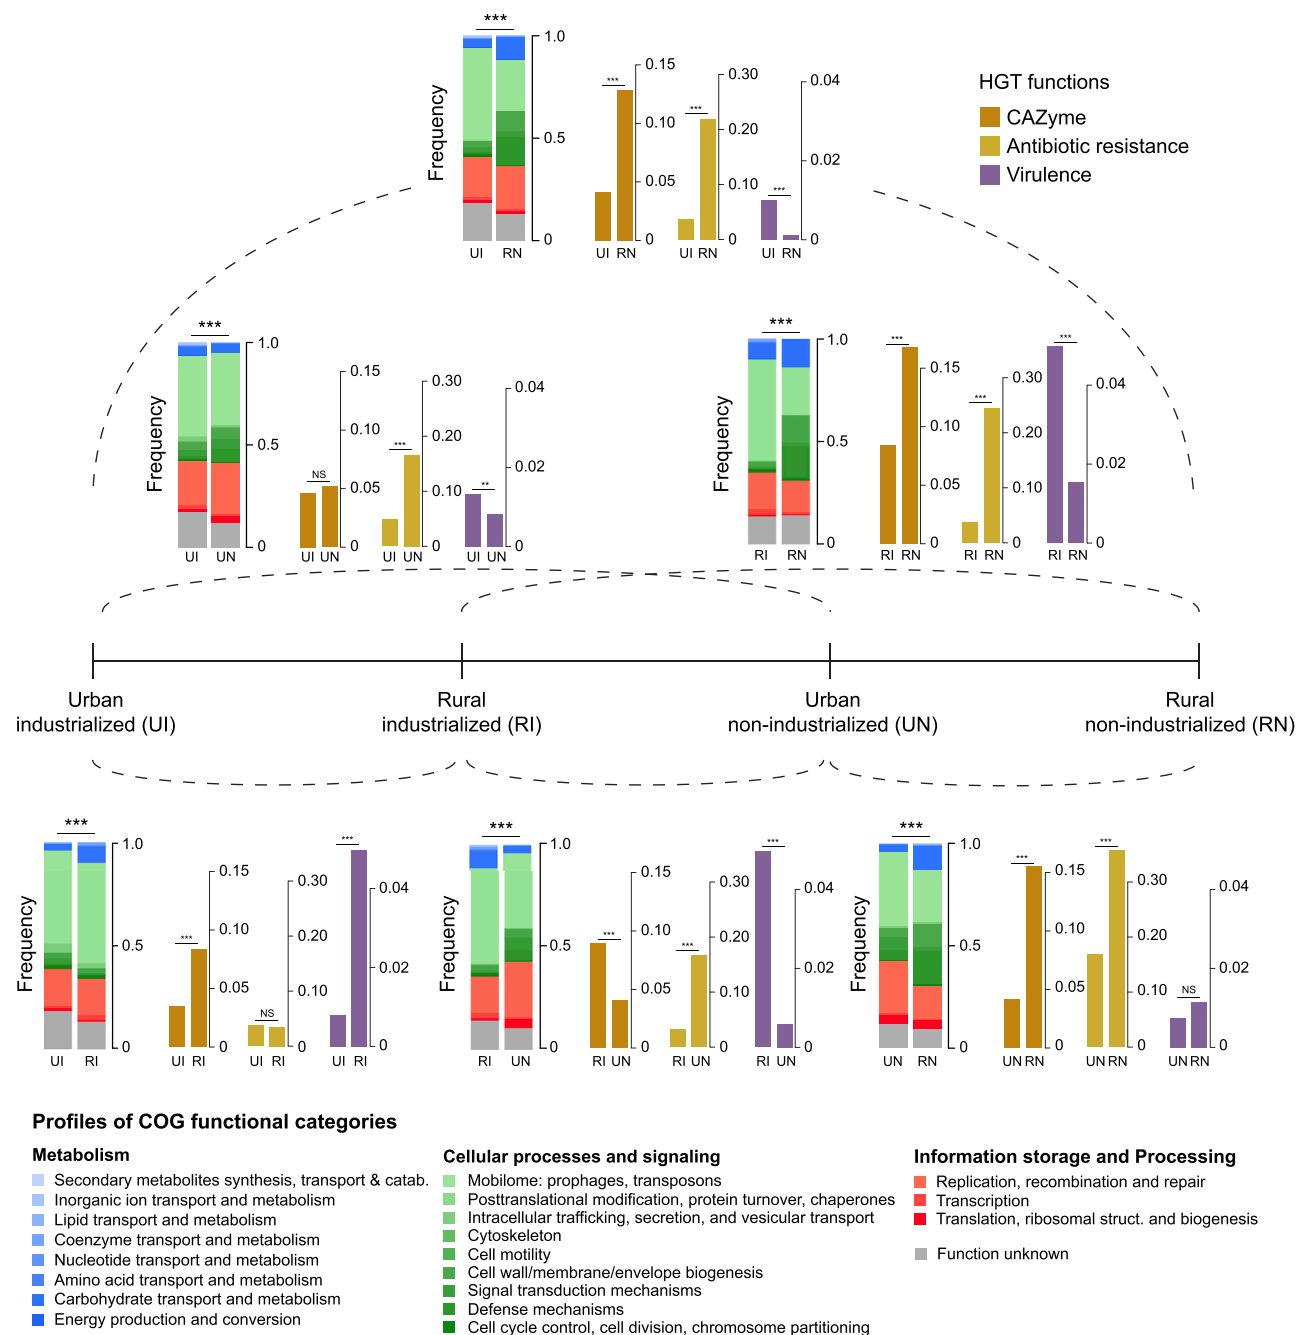 ***
1.0
0.5
0
Frequency
UI
RN
***
0.15
0.10
0.05
0
UI RN
***
0.30
0.20
0.10
0
UI RN
***
0.04
0.02
0
UI RN
HGT functions
CAZyme
Antibiotic resistance
Virulence
***
1.0
0.5
0
Frequency
UI
UN
NS
0.15
0.10
0.05
0
UI UN
***
0.30
0.20
0.10
0
UI UN
**
0.04
0.02
0
UI UN
***
1.0
0.5
0
Frequency
RI
RN
***
0.15
0.10
0.05
0
RI RN
***
0.30
0.20
0.10
0
RI RN
***
0.04
0.02
0
RI RN
Urban
industrialized (UI)
Rural
industrialized (RI)
Urban
non-industrialized (UN)
Rural
non-industrialized (RN)
***
1.0
0.5
0
Frequency
UI
RI
***
0.15
0.10
0.05
0
UI RI
NS
0.30
0.20
0.10
0
UI RI
***
0.04
0.02
0
UI RI
***
1.0
0.5
0
Frequency
RI
UN
***
0.15
0.10
0.05
0
RI UN
***
0.30
0.20
0.10
0
RI UN
***
0.04
0.02
0
RI UN
***
1.0
0.5
0
Frequency
UN
RN
***
0.15
0.10
0.05
0
UN RN
***
0.30
0.20
0.10
0
UN RN
NS
0.04
0.02
0
UN RN
Profiles of COG functional categories
Metabolism
Secondary metabolites synthesis, transport & catab.
Inorganic ion transport and metabolism
Lipid transport and metabolism
Coenzyme transport and metabolism
Nucleotide transport and metabolism
Amino acid transport and metabolism
Carbohydrate transport and metabolism
Energy production and conversion
Cellular processes and signaling
Mobilome: prophages, transposons
Posttranslational modification, protein turnover, chaperones
Intracellular trafficking, secretion, and vesicular transport
Cytoskeleton
Cell motility
Cell wall/membrane/envelope biogenesis
Signal transduction mechanisms
Defense mechanisms
Cell cycle control, cell division, chromosome partitioning
Information storage and Processing
Replication, recombination and repair
Transcription
Translation, ribosomal struct. and biogenesis
Function unknown